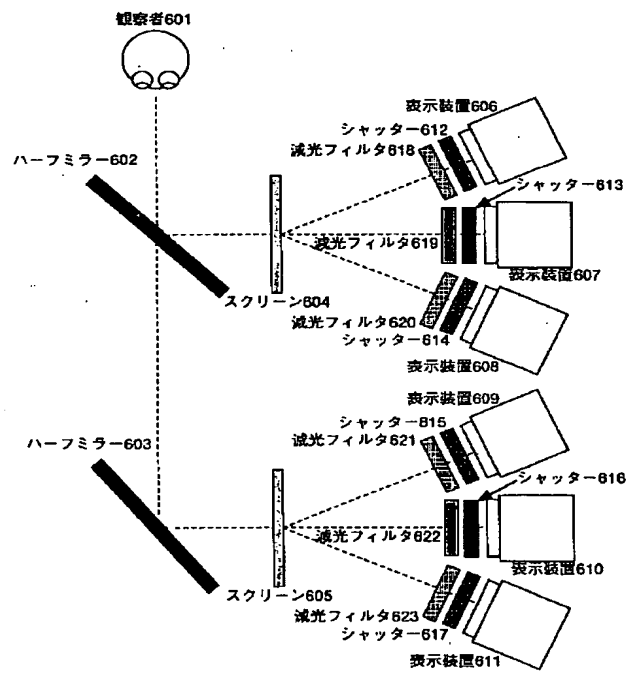 観察者601
表示装置606
シャッター612
減光フィルタ618
ハーフミラー602
シャッター613
減光フィルタ619
表示装置607
スクリーン604
減光フィルタ620
シャッター614
表示装置608
表示装置609
シャッター615
減光フィルタ621
ハーフミラー603
シャッター616
減光フィルタ622
表示装置610
スクリーン605
減光フィルタ623
シャッター617
表示装置611